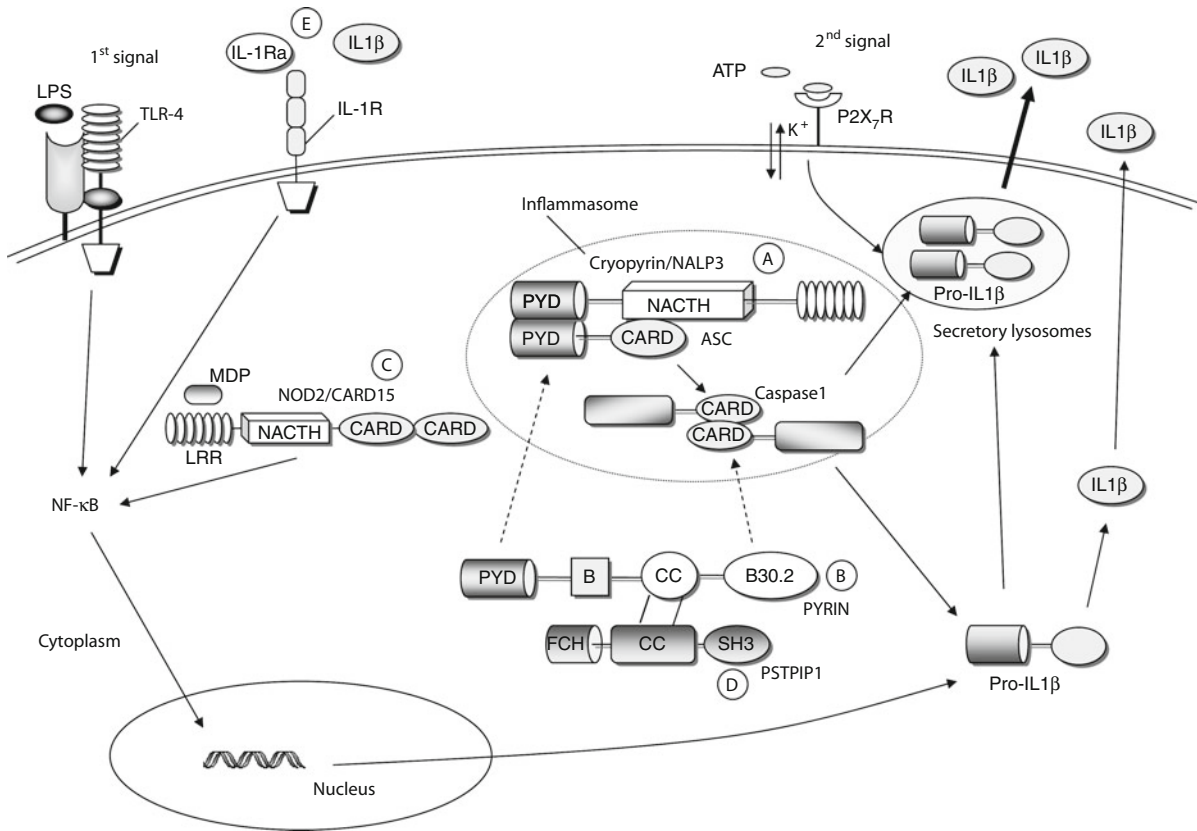 1st signal
LPS
TLR-4
E
IL-1Ra
IL1β
IL-1R
2nd signal
ATP
P2X7R
K+
IL1β
IL1β
IL1β
Inflammasome
Cryopyrin/NALP3
A
PYD
NACTH
PYD
CARD
ASC
Pro-IL1β
Secretory lysosomes
Caspase1
CARD
CARD
MDP
C
NOD2/CARD15
NACTH
CARD
CARD
LRR
NF-κB
IL1β
PYD
B
CC
B30.2
B
PYRIN
FCH
CC
SH3
PSTPIP1
D
Cytoplasm
Pro-IL1β
Nucleus